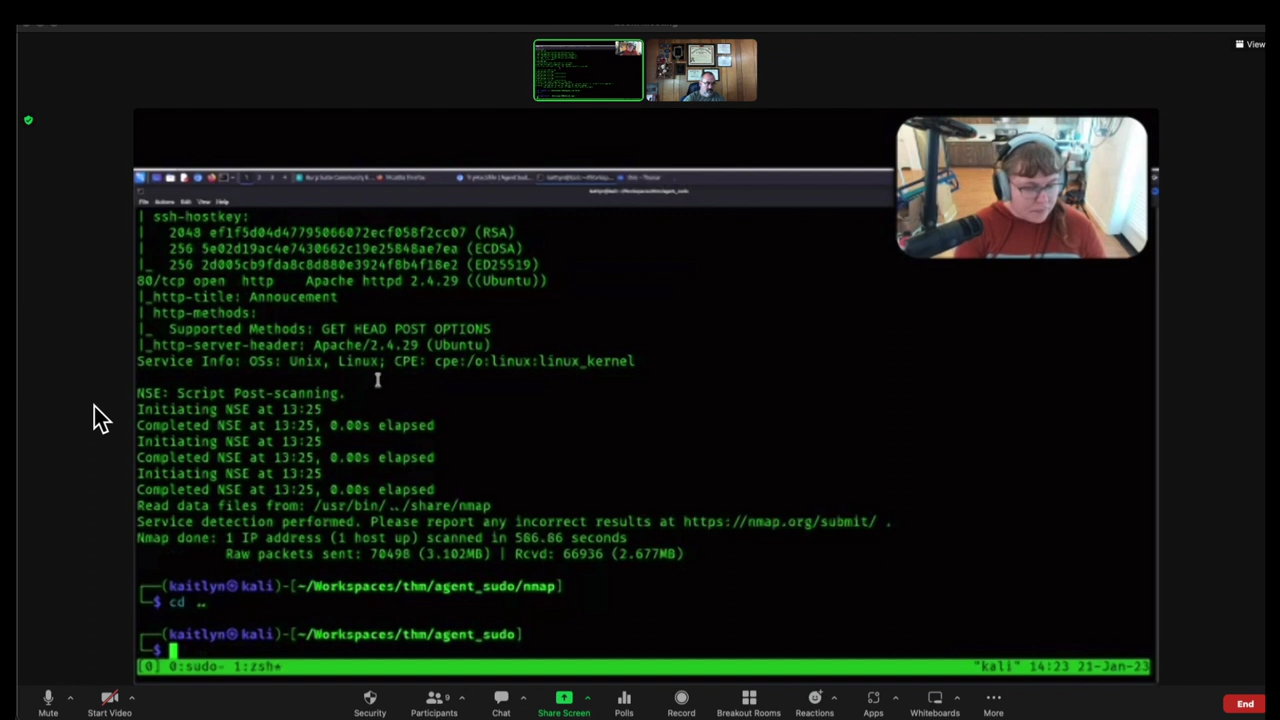 View
File Actions Edit View Help
| ssh-hostkey:
| 2048 ef1f5d04d47795066072ecf058f2cc07 (RSA)
| 256 5e02d19ac4e7430662c19e25848ae7ea (ECDSA)
|_ 256 2d005cb9fda8c8d880e3924f8b4f18e2 (ED25519)
80/tcp open http Apache httpd 2.4.29 ((Ubuntu))
|_http-title: Annoucement
| http-methods:
|_ Supported Methods: GET HEAD POST OPTIONS
|_http-server-header: Apache/2.4.29 (Ubuntu)
Service Info: OSs: Unix, Linux; CPE: cpe:/o:linux:linux_kernel
NSE: Script Post-scanning.
Initiating NSE at 13:25
Completed NSE at 13:25, 0.00s elapsed
Initiating NSE at 13:25
Completed NSE at 13:25, 0.00s elapsed
Initiating NSE at 13:25
Completed NSE at 13:25, 0.00s elapsed
Read data files from: /usr/bin/../share/nmap
Service detection performed. Please report any incorrect results at https://nmap.org/submit/ .
Nmap done: 1 IP address (1 host up) scanned in 586.86 seconds
Raw packets sent: 70498 (3.102MB) | Rcvd: 66936 (2.677MB)
(kaitlyn㉿kali)-[~/Workspaces/thm/agent_sudo/nmap]
$ cd ..
(kaitlyn㉿kali)-[~/Workspaces/thm/agent_sudo]
$
[0] 0:sudo- 1:zsh* "kali" 14:23 21-Jan-23
9
Mute Start Video Security Participants Chat Share Screen Polls Record Breakout Rooms Reactions Apps Whiteboards More End